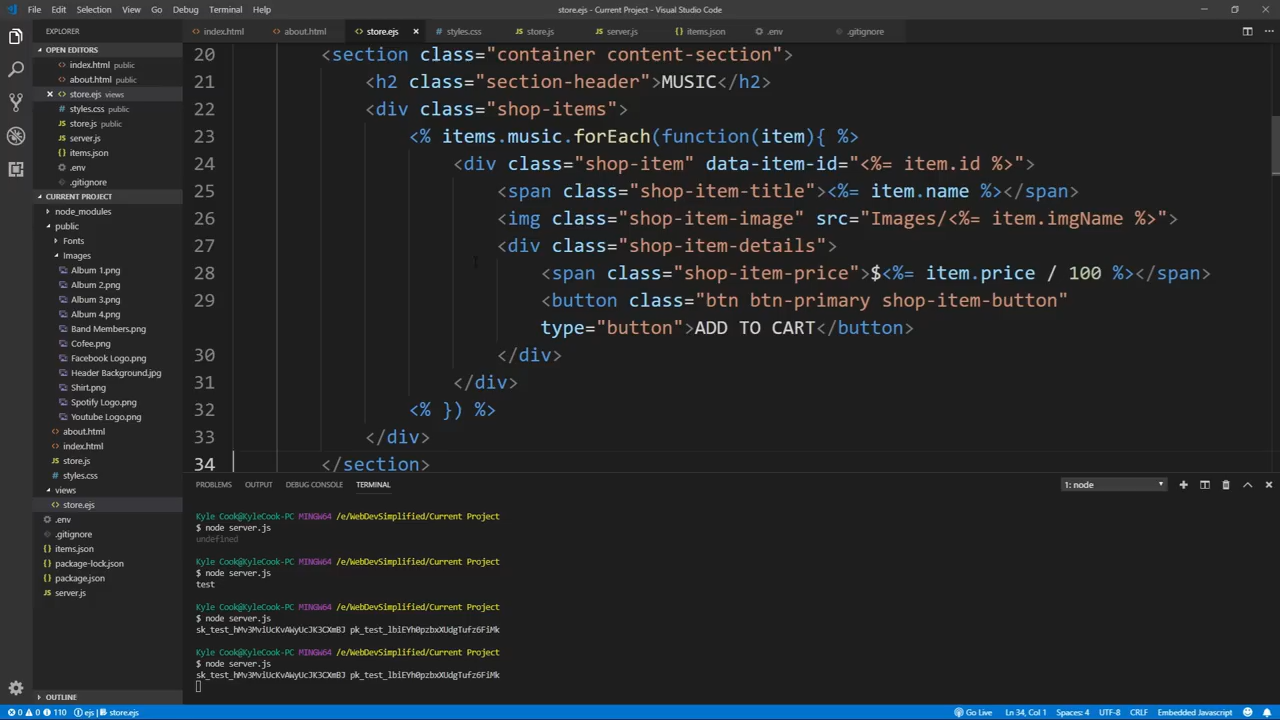 File Edit Selection View Go Debug Terminal Help
store.ejs - Current Project - Visual Studio Code
EXPLORER
index.html about.html store.ejs × styles.css store.js server.js items.json .env .gitignore
OPEN EDITORS
index.html public
about.html public
× store.ejs views
styles.css public
store.js public
server.js
items.json
.env
.gitignore
CURRENT PROJECT
node_modules
public
Fonts
Images
Album 1.png
Album 2.png
Album 3.png
Album 4.png
Band Members.png
Cofee.png
Facebook Logo.png
Header Background.jpg
Shirt.png
Spotify Logo.png
Youtube Logo.png
about.html
index.html
store.js
styles.css
views
store.ejs
.env
.gitignore
items.json
package-lock.json
package.json
server.js
OUTLINE
20 <section class="container content-section">
21 <h2 class="section-header">MUSIC</h2>
22 <div class="shop-items">
23 <% items.music.forEach(function(item){ %>
24 <div class="shop-item" data-item-id="<%= item.id %>">
25 <span class="shop-item-title"><%= item.name %></span>
26 <img class="shop-item-image" src="Images/<%= item.imgName %>">
27 <div class="shop-item-details">
28 <span class="shop-item-price">$<%= item.price / 100 %></span>
29 <button class="btn btn-primary shop-item-button"
type="button">ADD TO CART</button>
30 </div>
31 </div>
32 <% }) %>
33 </div>
34 </section>
PROBLEMS OUTPUT DEBUG CONSOLE TERMINAL
1: node
Kyle Cook@KyleCook-PC MINGW64 /e/WebDevSimplified/Current Project
$ node server.js
undefined
Kyle Cook@KyleCook-PC MINGW64 /e/WebDevSimplified/Current Project
$ node server.js
test
Kyle Cook@KyleCook-PC MINGW64 /e/WebDevSimplified/Current Project
$ node server.js
sk_test_hMv3MviUcKvAWyUcJK3CXmBJ pk_test_lbiEYh0pzbxXUdgTufz6FiMk
Kyle Cook@KyleCook-PC MINGW64 /e/WebDevSimplified/Current Project
$ node server.js
sk_test_hMv3MviUcKvAWyUcJK3CXmBJ pk_test_lbiEYh0pzbxXUdgTufz6FiMk
0 0 110 ejs store.ejs
Go Live Ln 34, Col 1 Spaces: 4 UTF-8 CRLF Embedded Javascript